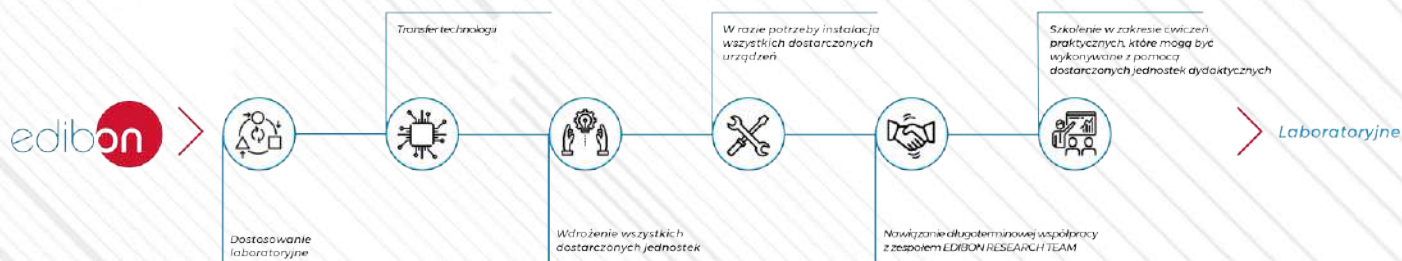 edibon
Dostosowanie
laboratoryjne
Transfer technologii
Wdrożenie wszystkich
dostarczonych jednostek
W razie potrzeby instalacja
wszystkich dostarczonych
urządzeń
Nawiązanie długoterminowej współpracy
z zespołem EDIBON RESEARCH TEAM
Szkolenie w zakresie ćwiczeń
praktycznych, które mogą być
wykonywane z pomocą
dostarczonych jednostek dydaktycznych
Laboratoryjne